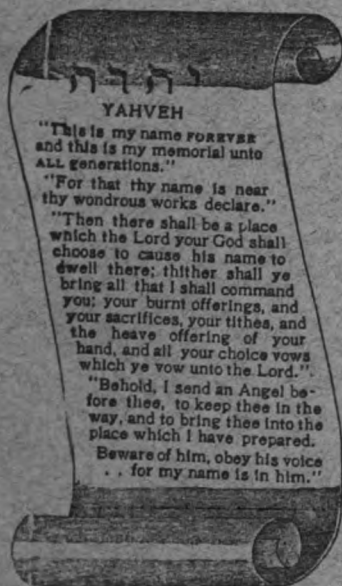 יהוה
YAHVEH
"This is my name FOREVER
and this is my memorial unto
ALL generations."
"For that thy name is near
thy wondrous works declare."
"Then there shall be a place
which the Lord your God shall
choose to cause his name to
dwell there; thither shall ye
bring all that I shall command
you; your burnt offerings, and
your sacrifices, your tithes, and
the heave offering of your
hand, and all your choice vows
which ye vow unto the Lord.".
"Behold, I send an Angel be-
fore thee, to keep thee in the
way, and to bring thee into the
place which I have prepared.
Beware of him, obey his voice
. . for my name is in him."